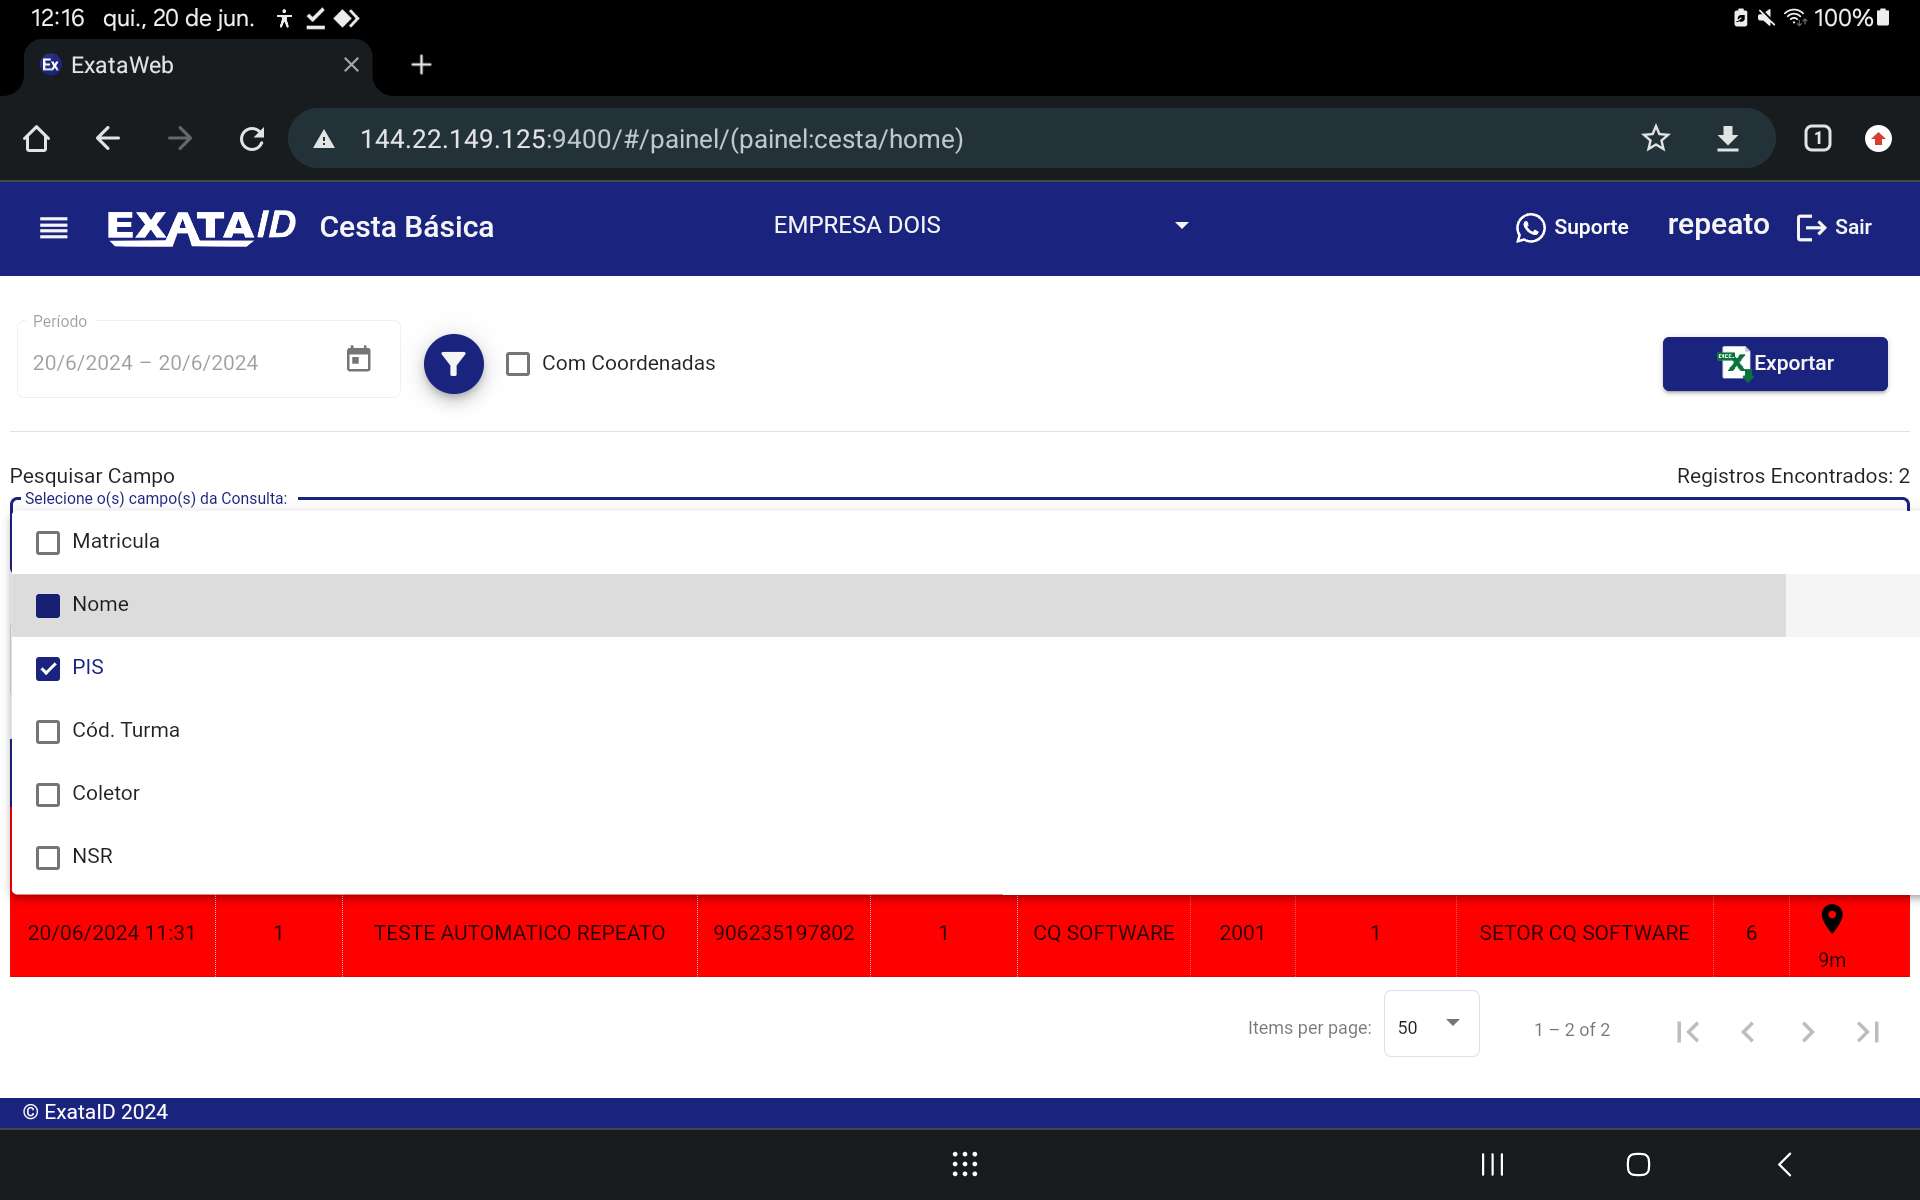 12:16 qui., 20 de jun. 100%
Ex ExataWeb
144.22.149.125:9400/#/painel/(painel:cesta/home) 1
EXATAID Cesta Básica EMPRESA DOIS Suporte repeato Sair
Período
20/6/2024 – 20/6/2024 Com Coordenadas Exportar
Pesquisar Campo Registros Encontrados: 2
Selecione o(s) campo(s) da Consulta:
Matricula
Nome
PIS
Cód. Turma
Coletor
NSR
20/06/2024 11:31 1 TESTE AUTOMATICO REPEATO 906235197802 1 CQ SOFTWARE 2001 1 SETOR CQ SOFTWARE 6
9m
Items per page: 50 1 – 2 of 2
© ExataID 2024